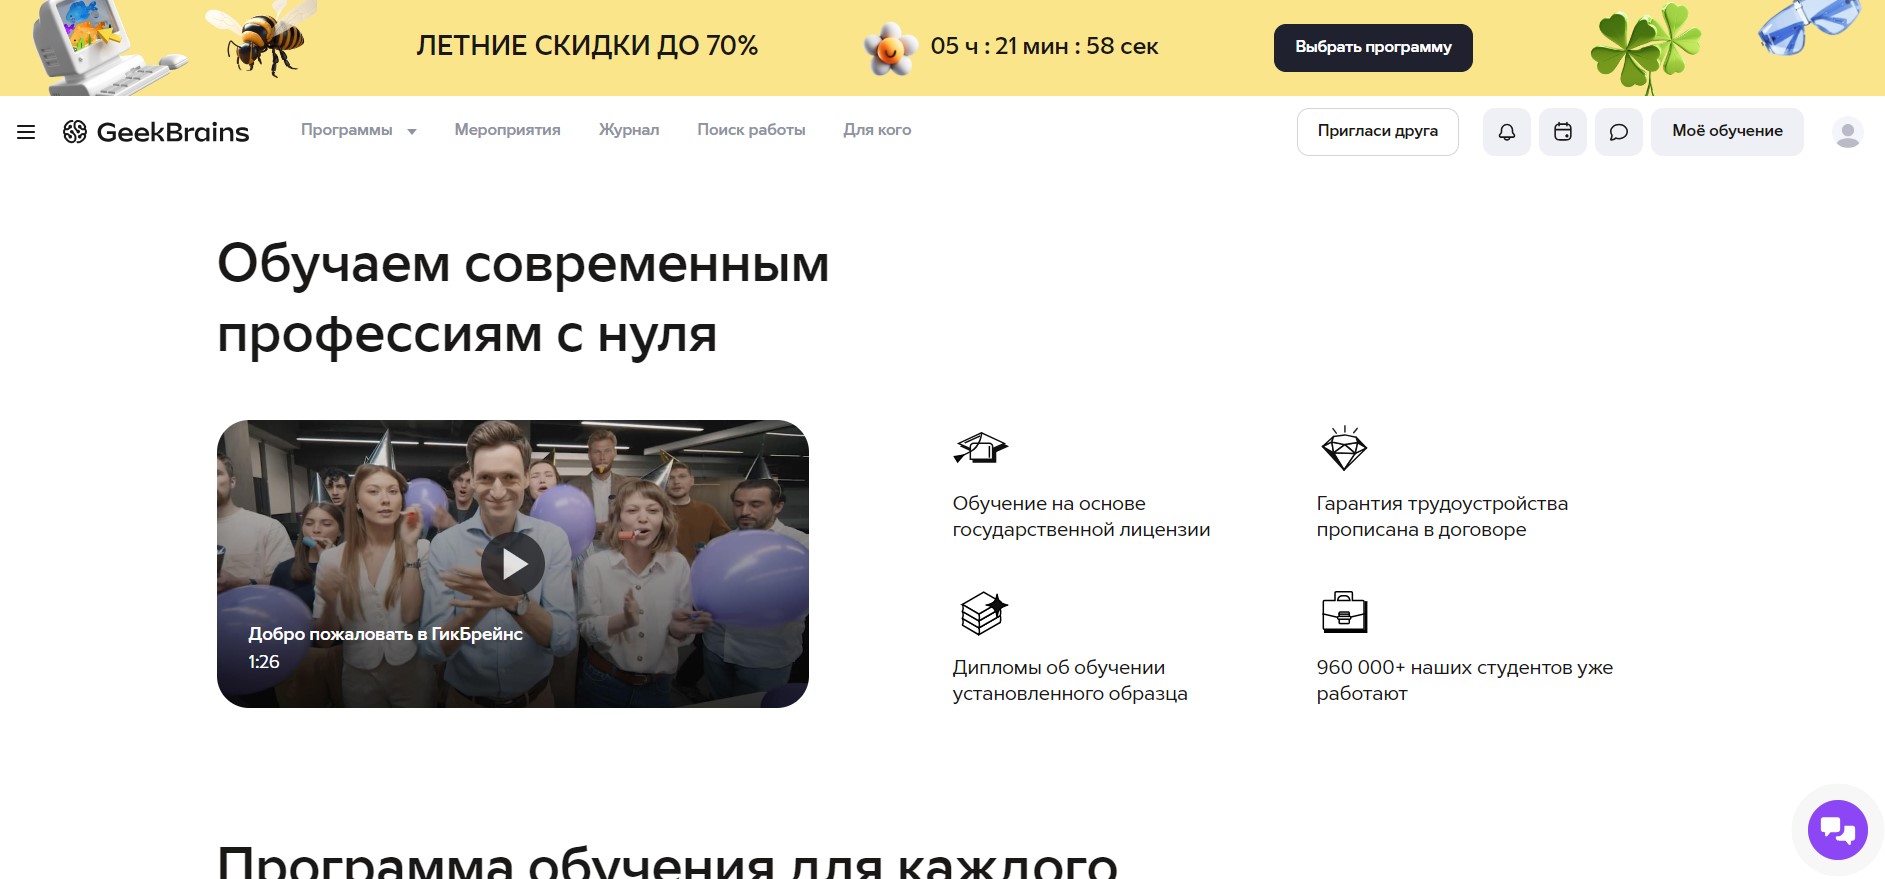 ЛЕТНИЕ СКИДКИ ДО 70%
05 ч : 21 мин : 58 сек
Выбрать программу
GeekBrains
Программы
Мероприятия
Журнал
Поиск работы
Для кого
Пригласи друга
Моё обучение
Обучаем современным
профессиям с нуля
Добро пожаловать в ГикБрейнс
1:26
Обучение на основе
государственной лицензии
Гарантия трудоустройства
прописана в договоре
Дипломы об обучении
установленного образца
960 000+ наших студентов уже
работают
Программа обучения для каждого